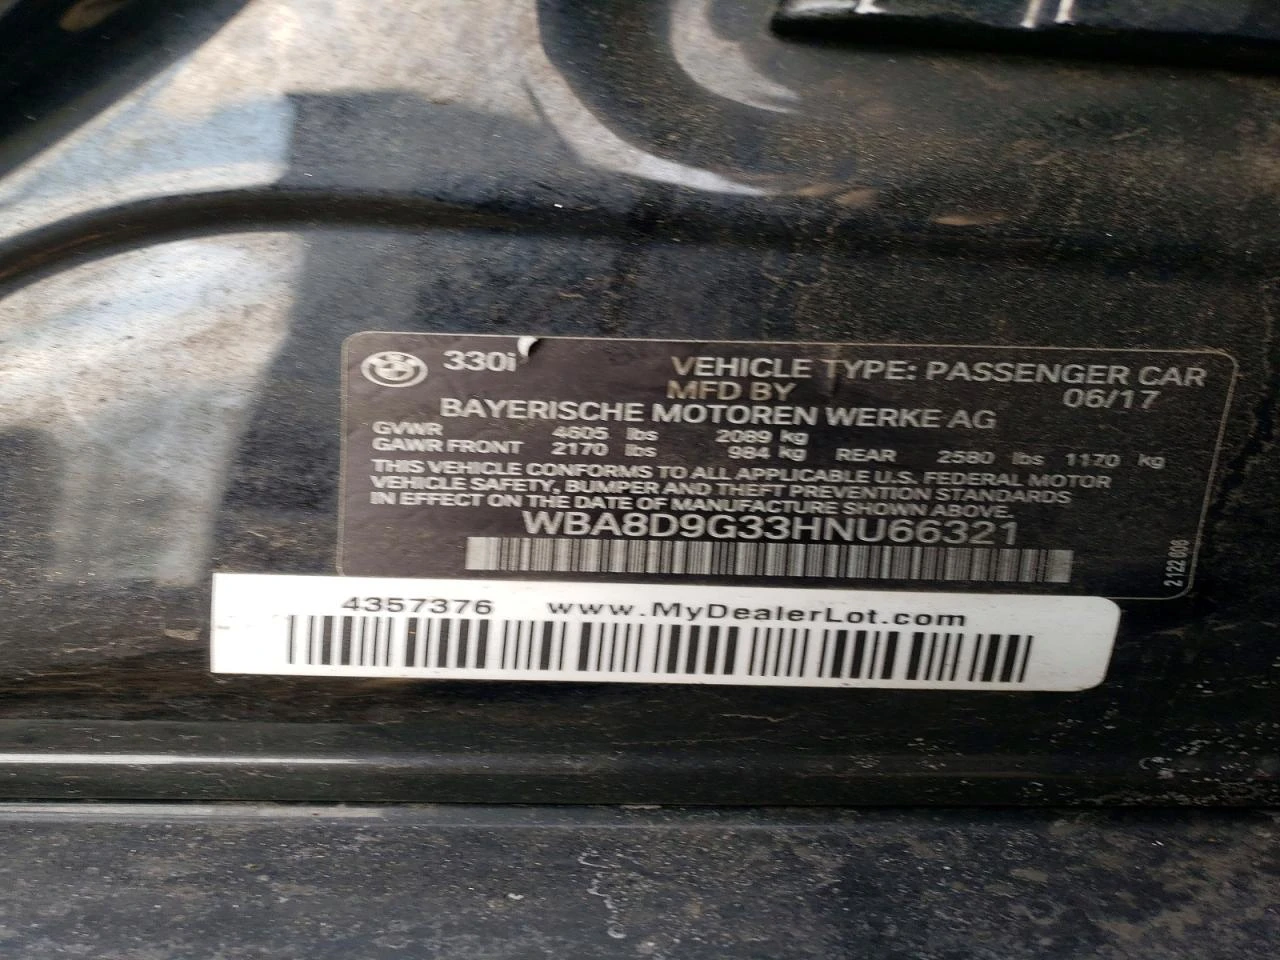 330i VEHICLE TYPE: PASSENGER CAR
MFD BY 06/17
BAYERISCHE MOTOREN WERKE AG
GVWR 4605 lbs 2089 kg
GAWR FRONT 2170 lbs 984 kg REAR 2580 lbs 1170 kg
THIS VEHICLE CONFORMS TO ALL APPLICABLE U.S. FEDERAL MOTOR
VEHICLE SAFETY, BUMPER AND THEFT PREVENTION STANDARDS
IN EFFECT ON THE DATE OF MANUFACTURE SHOWN ABOVE.
WBA8D9G33HNU66321
2 122 606
4357376 www.MyDealerLot.com